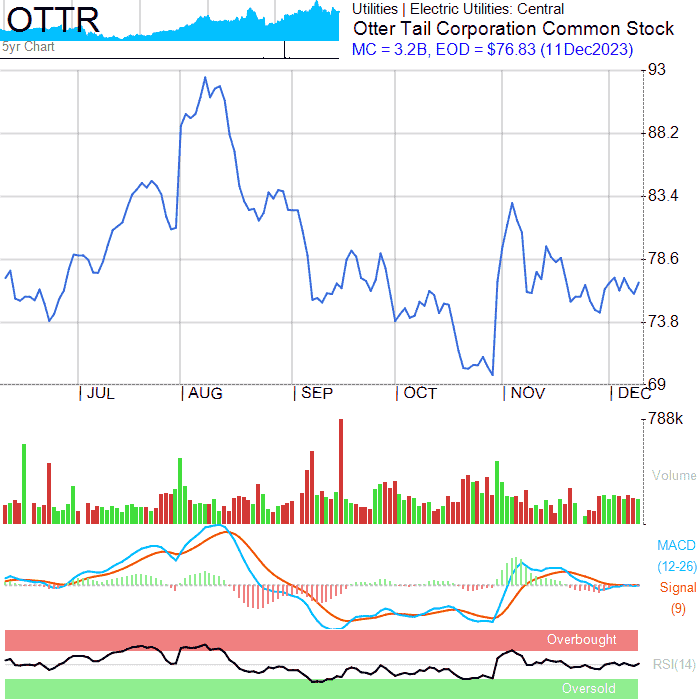 OTTR
5yr Chart
Utilities | Electric Utilities: Central
Otter Tail Corporation Common Stock
MC = 3.2B, EOD = $76.83 (11Dec2023)
93
88.2
83.4
78.6
73.8
69
JUL AUG SEP OCT NOV DEC
788k
Volume
MACD
(12-26)
Signal
(9)
Overbought
RSI(14)
Oversold